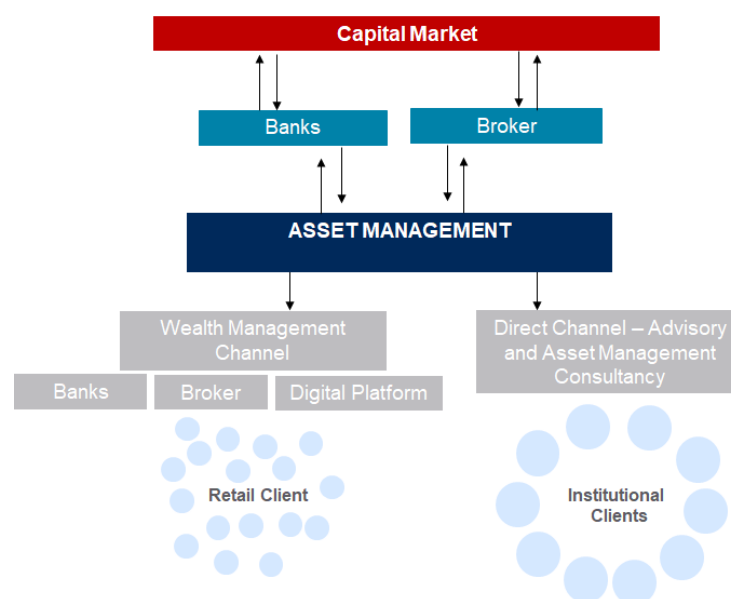 Capital Market
Banks
Broker
ASSET MANAGEMENT
Wealth Management
Channel
Direct Channel – Advisory
and Asset Management
Consultancy
Banks
Broker
Digital Platform
Retail Client
Institutional
Clients